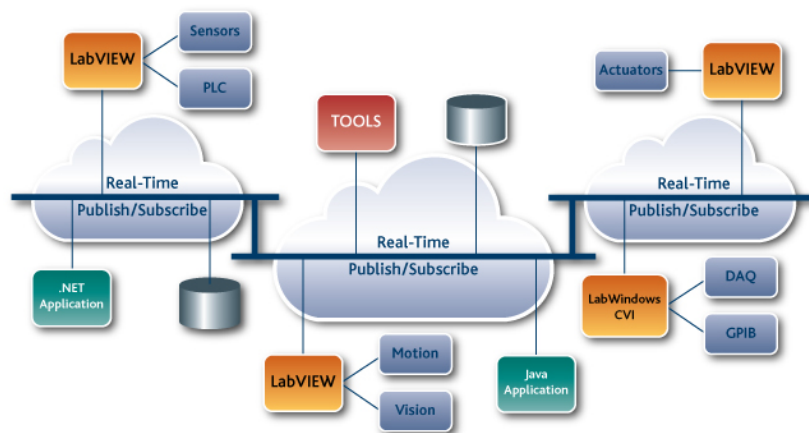 LabVIEW
Sensors
PLC
Real-Time
Publish/Subscribe
.NET
Application
TOOLS
Real-Time
Publish/Subscribe
LabVIEW
Motion
Vision
Java
Application
Actuators
LabVIEW
Real-Time
Publish/Subscribe
LabWindows
CVI
DAQ
GPIB